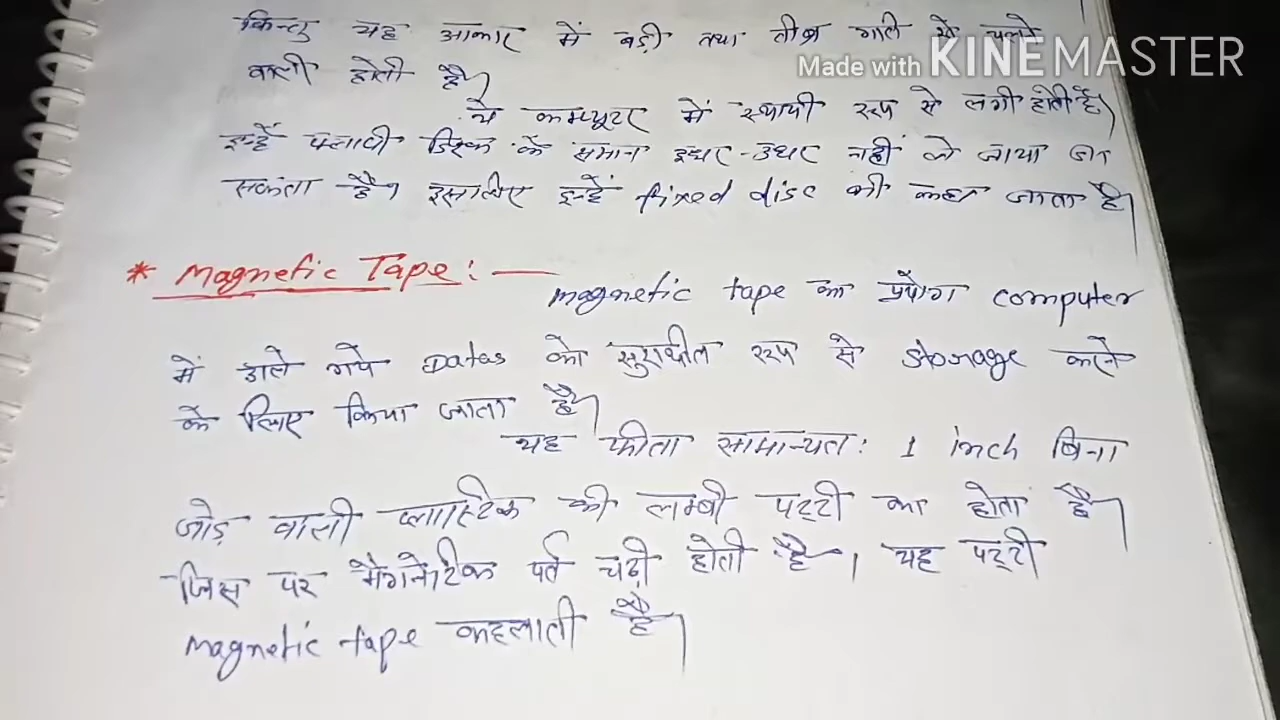 किन्तु यह आकार में बड़ी तथा तीव्र गति से चलने
Made with KINEMASTER
वाली होती है।
ये कम्प्यूटर में स्थायी रूप से लगी होती हैं।
इन्हें फ्लापी डिस्क के समान इधर-उधर नहीं ले जाया जा
सकता है। इसलिए इन्हें fixed disc भी कहा जाता है।
* Magnetic Tape: —
magnetic tape का प्रयोग computer
में डाले गये Datas को सुरक्षित रूप से storage करने
के लिए किया जाता है।
यह फीता सामान्यत: 1 inch बिना
जोड़ वाली प्लास्टिक की लम्बी पट्टी का होता है।
जिस पर मैगनेटिक पर्त चढ़ी होती है। यह पट्टी
magnetic tape कहलाती है।